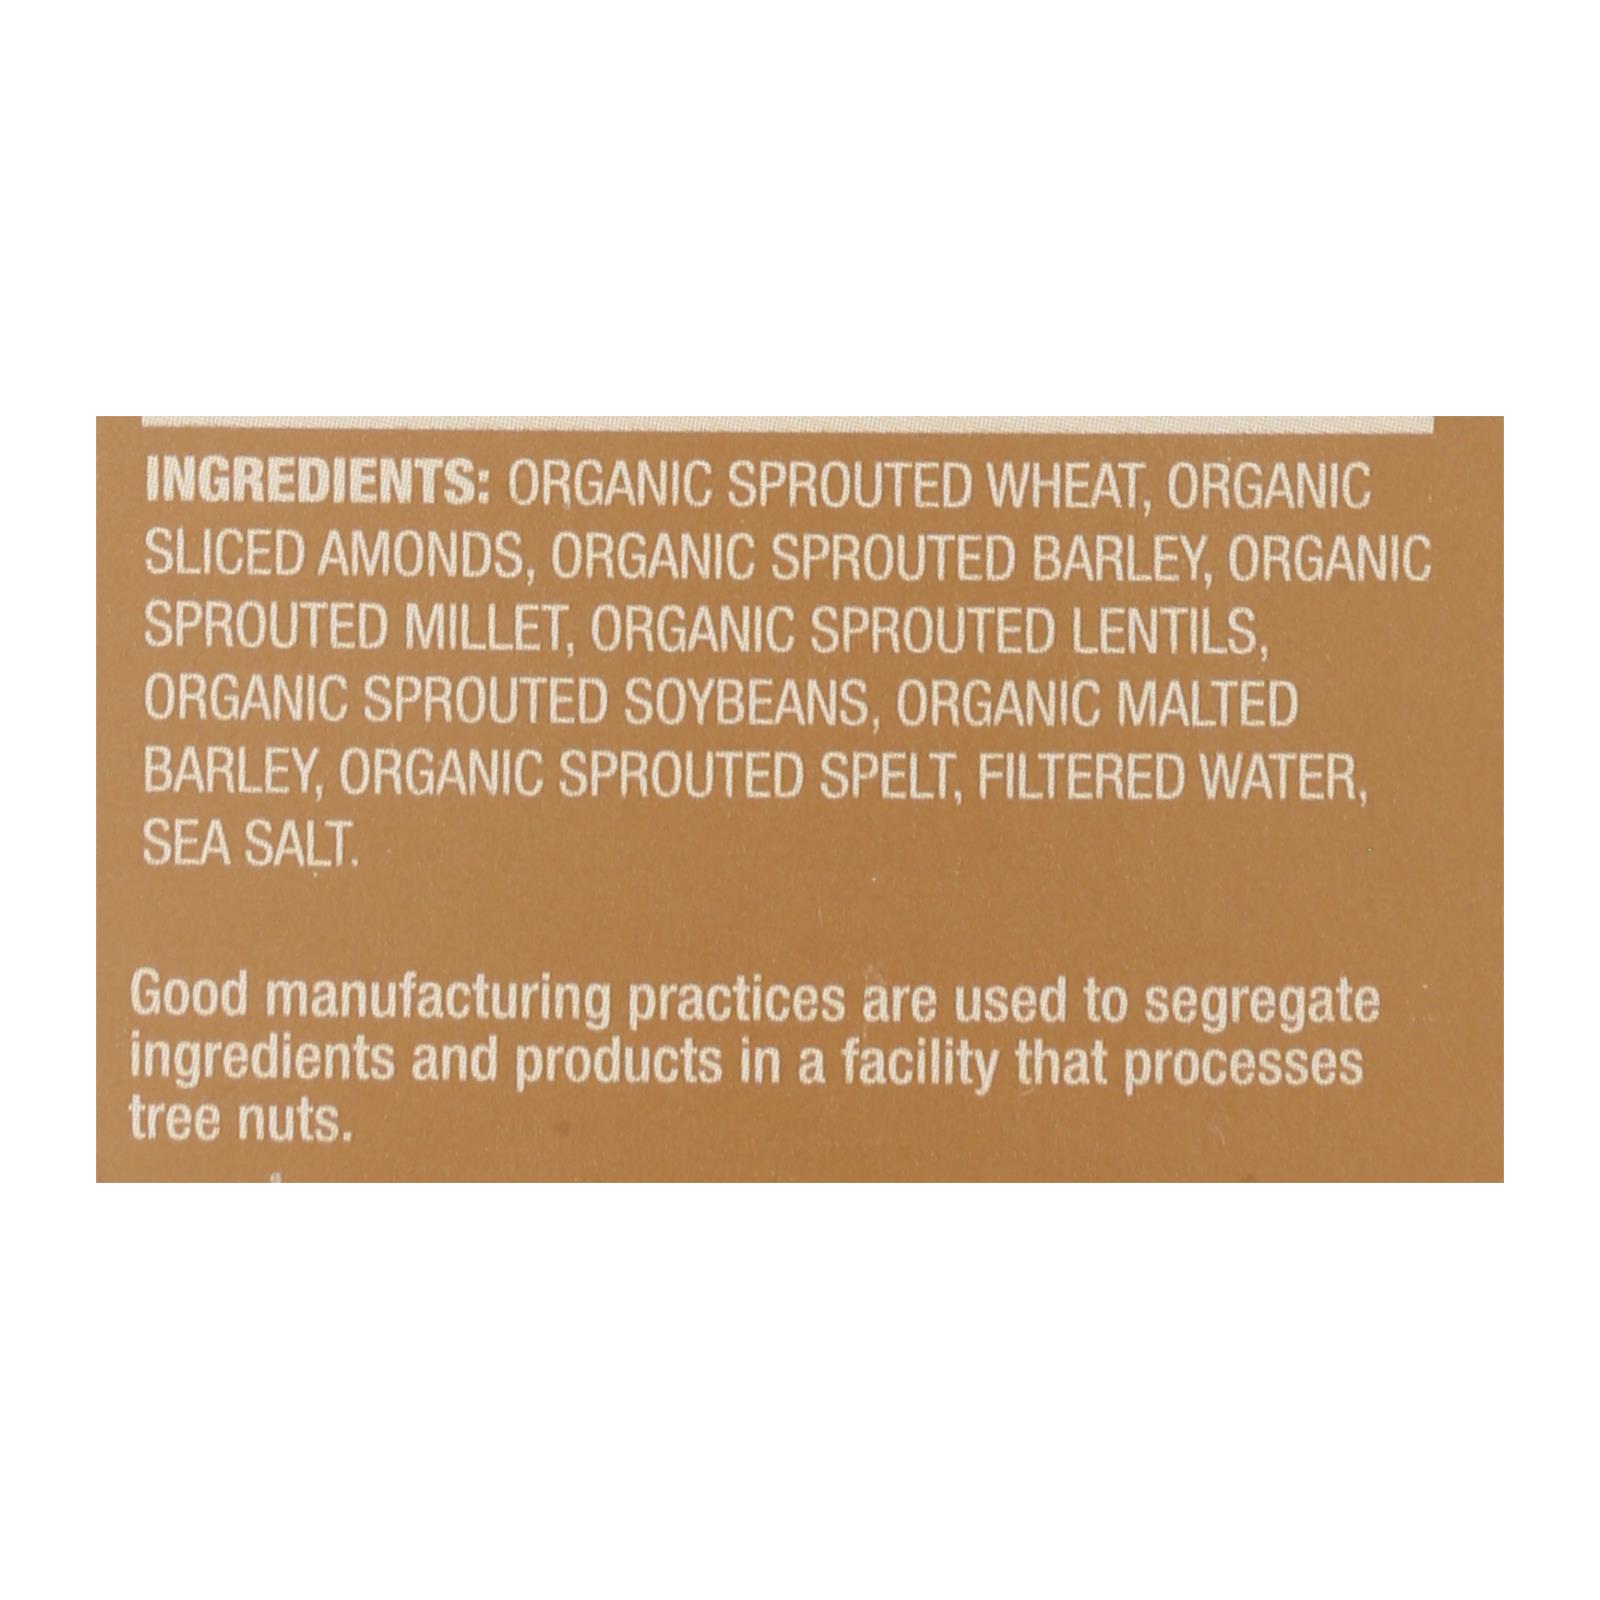 INGREDIENTS: ORGANIC SPROUTED WHEAT, ORGANIC
SLICED AMONDS, ORGANIC SPROUTED BARLEY, ORGANIC
SPROUTED MILLET, ORGANIC SPROUTED LENTILS,
ORGANIC SPROUTED SOYBEANS, ORGANIC MALTED
BARLEY, ORGANIC SPROUTED SPELT, FILTERED WATER,
SEA SALT.
Good manufacturing practices are used to segregate
ingredients and products in a facility that processes
tree nuts.